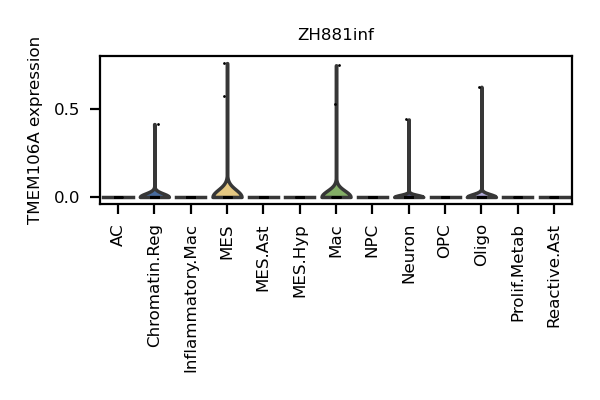 ZH881inf
TMEM106A expression
0.5
0.0
AC
Chromatin.Reg
Inflammatory.Mac
MES
MES.Ast
MES.Hyp
Mac
NPC
Neuron
OPC
Oligo
Prolif.Metab
Reactive.Ast